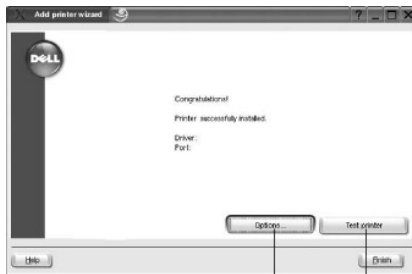 Add printer wizard
DELL
Congratulations!
Printer successfully installed.
Driver:
Port:
Options...
Test printer
Help
Finish